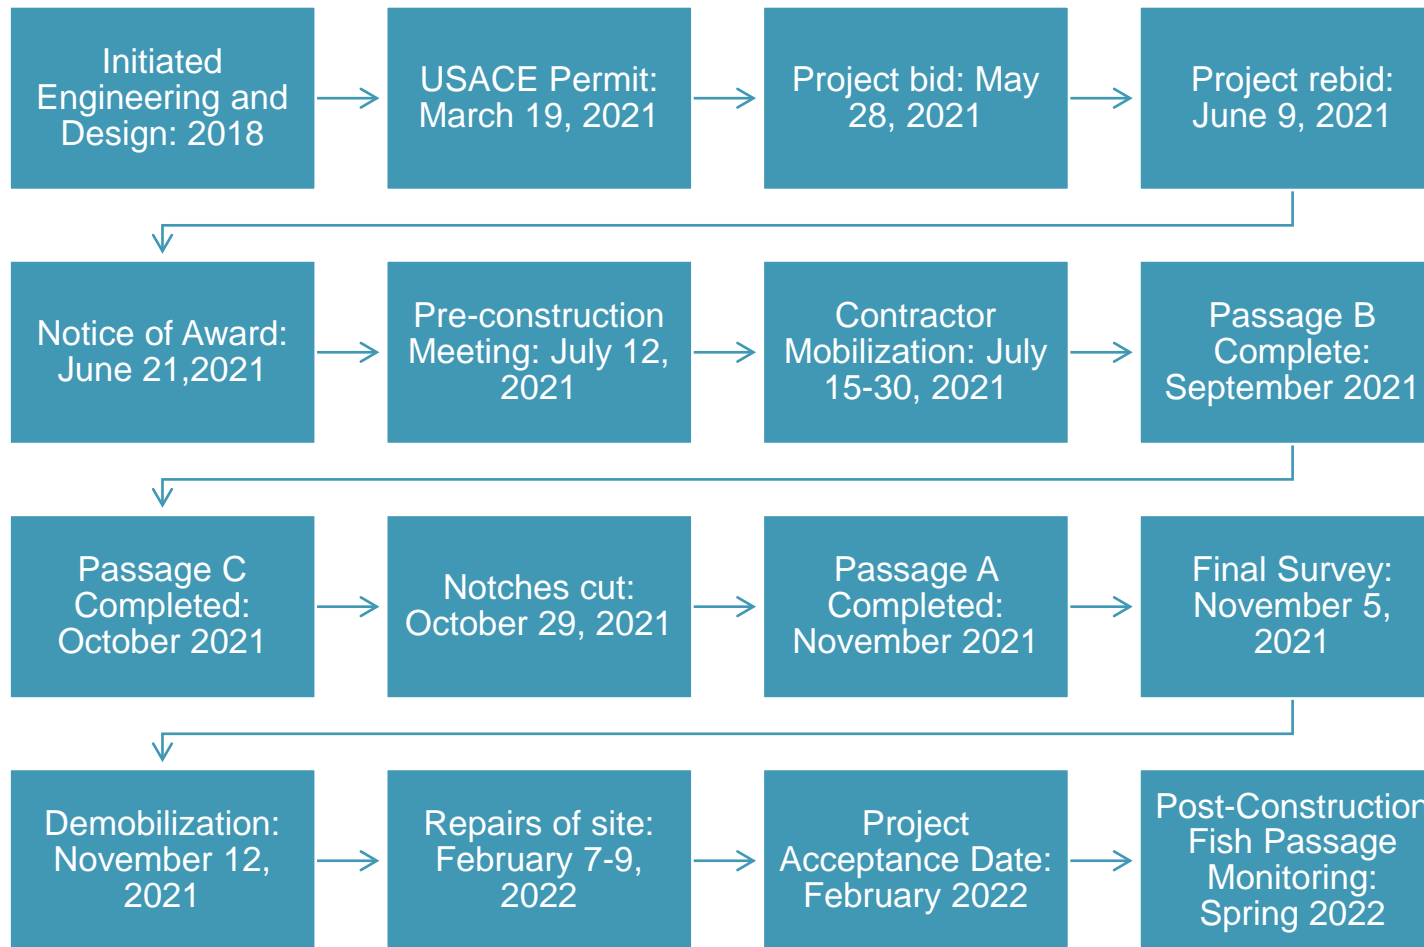 Initiated
Engineering and
Design: 2018
USACE Permit:
March 19, 2021
Project bid: May
28, 2021
Project rebid:
June 9, 2021
Notice of Award:
June 21,2021
Pre-construction
Meeting: July 12,
2021
Contractor
Mobilization: July
15-30, 2021
Passage B
Complete:
September 2021
Passage C
Completed:
October 2021
Notches cut:
October 29, 2021
Passage A
Completed:
November 2021
Final Survey:
November 5,
2021
Demobilization:
November 12,
2021
Repairs of site:
February 7-9,
2022
Project
Acceptance Date:
February 2022
Post-Construction
Fish Passage
Monitoring:
Spring 2022